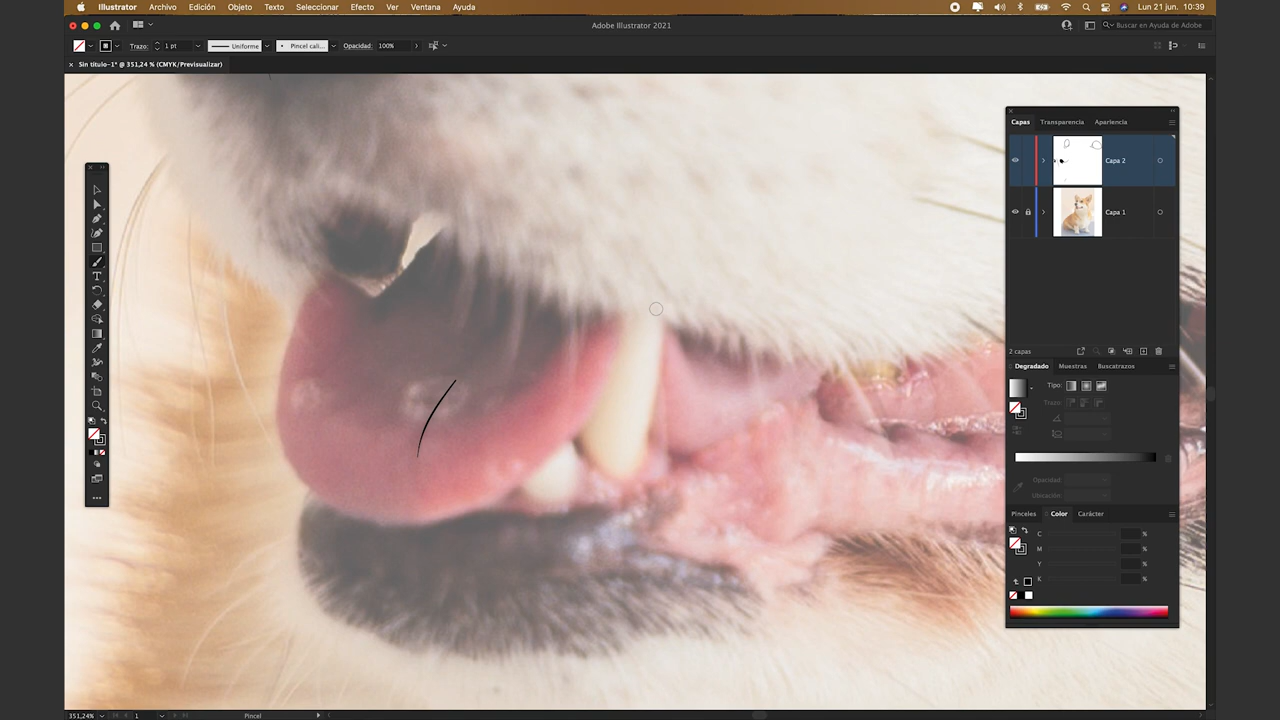 Illustrator Archivo Edición Objeto Texto Seleccionar Efecto Ver Ventana Ayuda Lun 21 jun. 10:39
Adobe Illustrator 2021 Buscar en Ayuda de Adobe
Trazo: 1 pt Uniforme Pincel cali... Opacidad: 100%
× Sin título-1* @ 351,24 % (CMYK/Previsualizar)
Capas Transparencia Apariencia
Capa 2
Capa 1
2 capas
Degradado Muestras Buscatrazos
Tipo:
Trazo:
Opacidad:
Ubicación:
Pinceles Color Carácter
C %
M %
Y %
K %
351,24% 1 Pincel